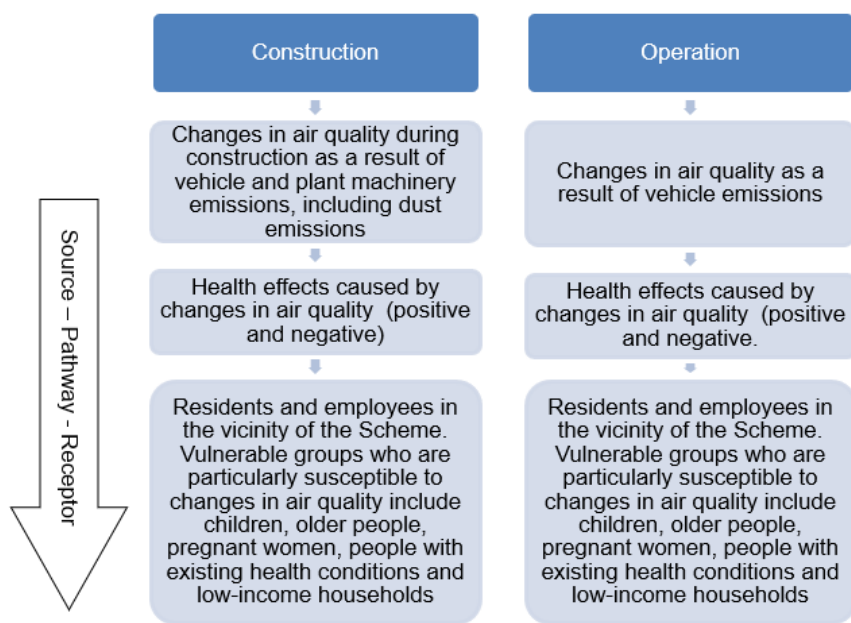 Construction
Changes in air quality during
construction as a result of
vehicle and plant machinery
emissions, including dust
emissions
Health effects caused by
changes in air quality  (positive
and negative)
Residents and employees in
the vicinity of the Scheme.
Vulnerable groups who are
particularly susceptible to
changes in air quality include
children, older people,
pregnant women, people with
existing health conditions and
low-income households
Operation
Changes in air quality as a
result of vehicle emissions
Health effects caused by
changes in air quality  (positive
and negative.
Residents and employees in
the vicinity of the Scheme.
Vulnerable groups who are
particularly susceptible to
changes in air quality include
children, older people,
pregnant women, people with
existing health conditions and
low-income households
Source – Pathway - Receptor